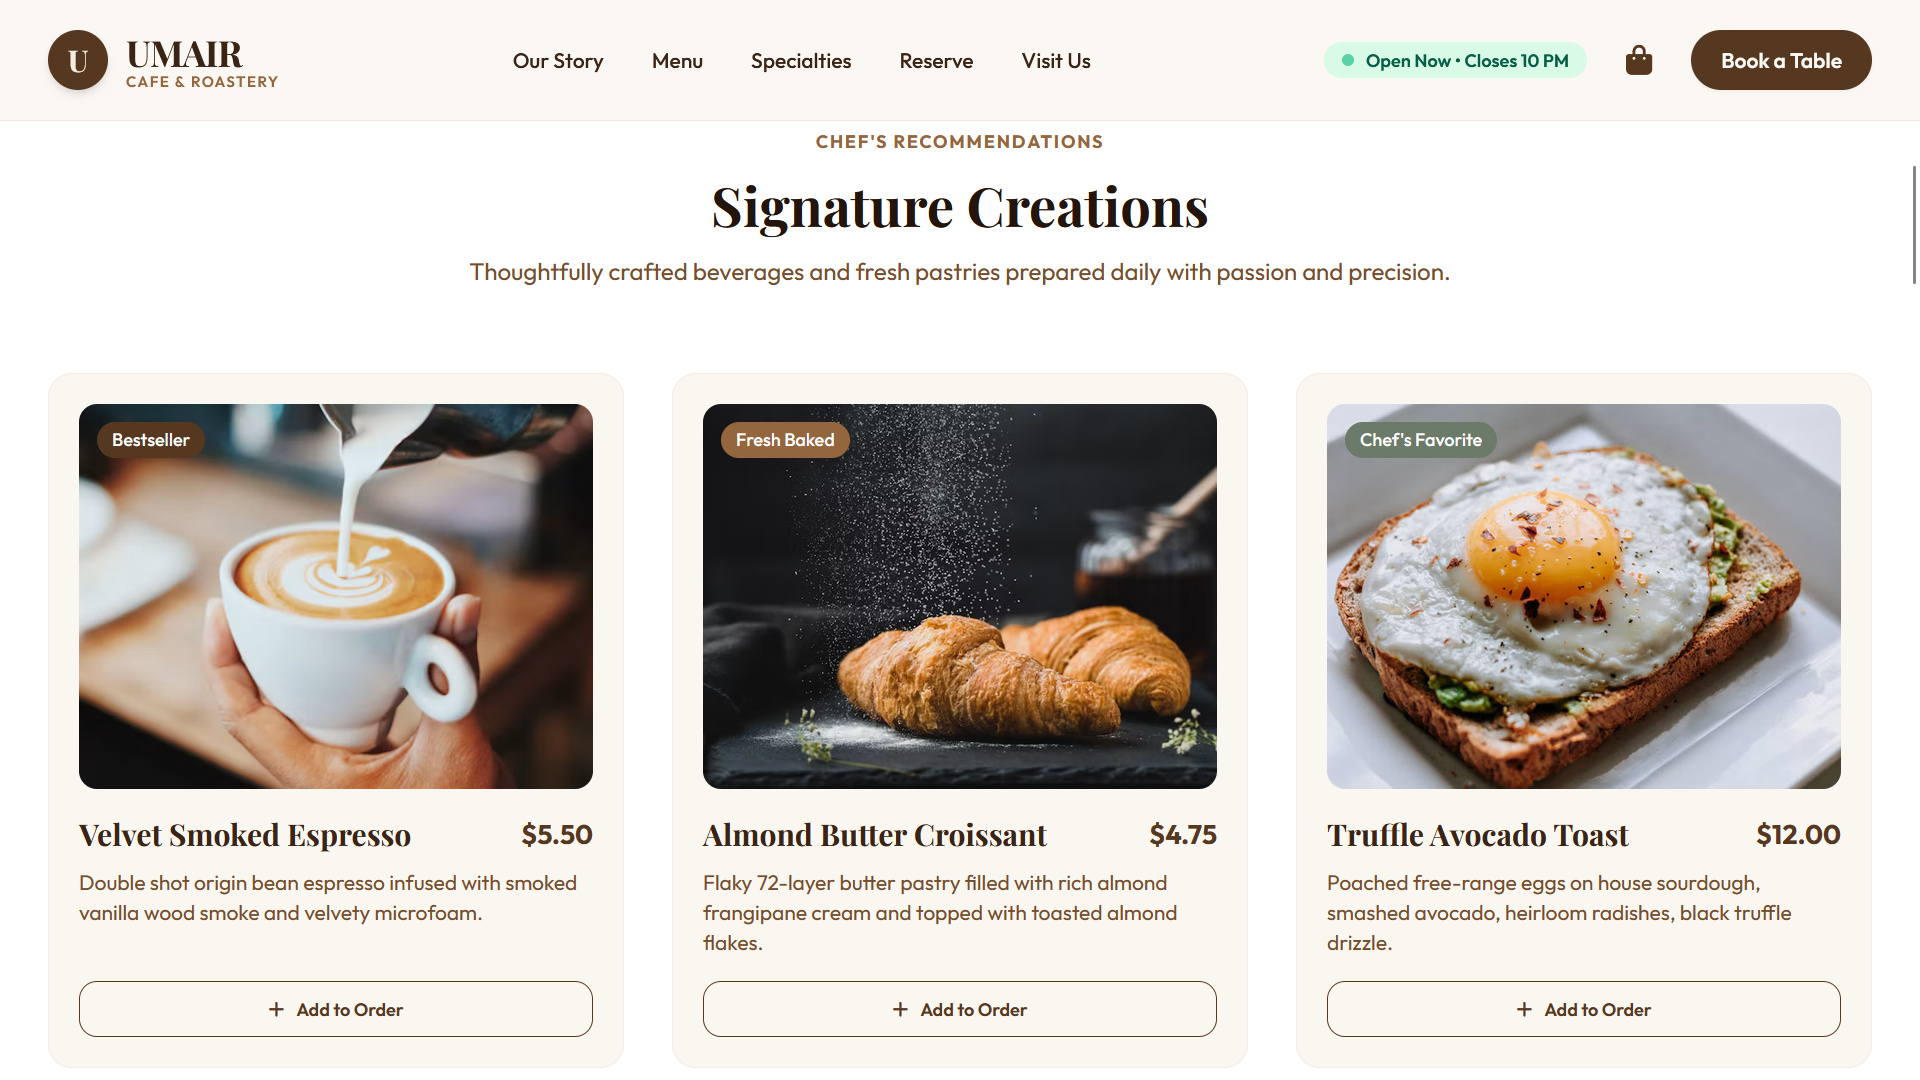 U
UMAIR
CAFE & ROASTERY
Our Story
Menu
Specialties
Reserve
Visit Us
Open Now • Closes 10 PM
Book a Table
CHEF'S RECOMMENDATIONS
Signature Creations
Thoughtfully crafted beverages and fresh pastries prepared daily with passion and precision.
Bestseller
Velvet Smoked Espresso
$5.50
Double shot origin bean espresso infused with smoked
vanilla wood smoke and velvety microfoam.
+ Add to Order
Fresh Baked
Almond Butter Croissant
$4.75
Flaky 72-layer butter pastry filled with rich almond
frangipane cream and topped with toasted almond
flakes.
+ Add to Order
Chef's Favorite
Truffle Avocado Toast
$12.00
Poached free-range eggs on house sourdough,
smashed avocado, heirloom radishes, black truffle
drizzle.
+ Add to Order